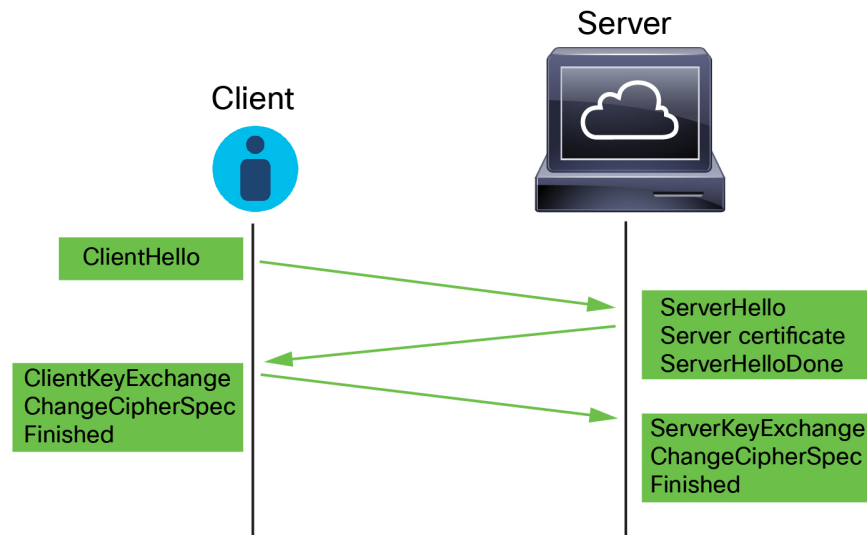 Server
Client
ClientHello
ServerHello
Server certificate
ServerHelloDone
ClientKeyExchange
ChangeCipherSpec
Finished
ServerKeyExchange
ChangeCipherSpec
Finished